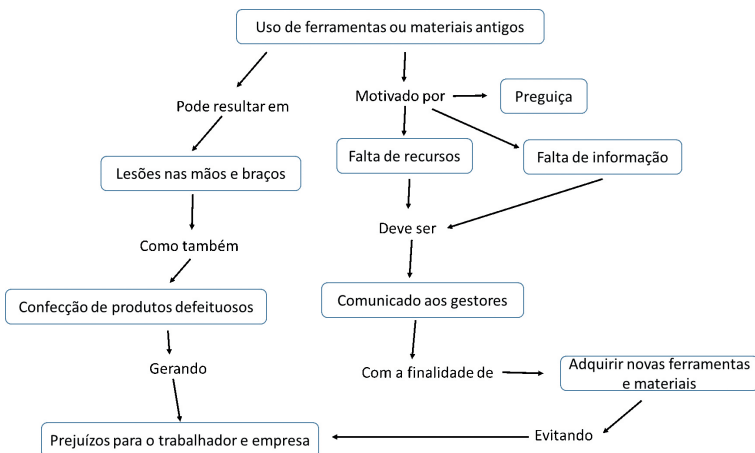 Uso de ferramentas ou materiais antigos
Pode resultar em
Motivado por
Preguiça
Falta de recursos
Falta de informação
Lesões nas mãos e braços
Deve ser
Como também
Confecção de produtos defeituosos
Comunicado aos gestores
Gerando
Com a finalidade de
Adquirir novas ferramentas
e materiais
Prejuízos para o trabalhador e empresa
Evitando